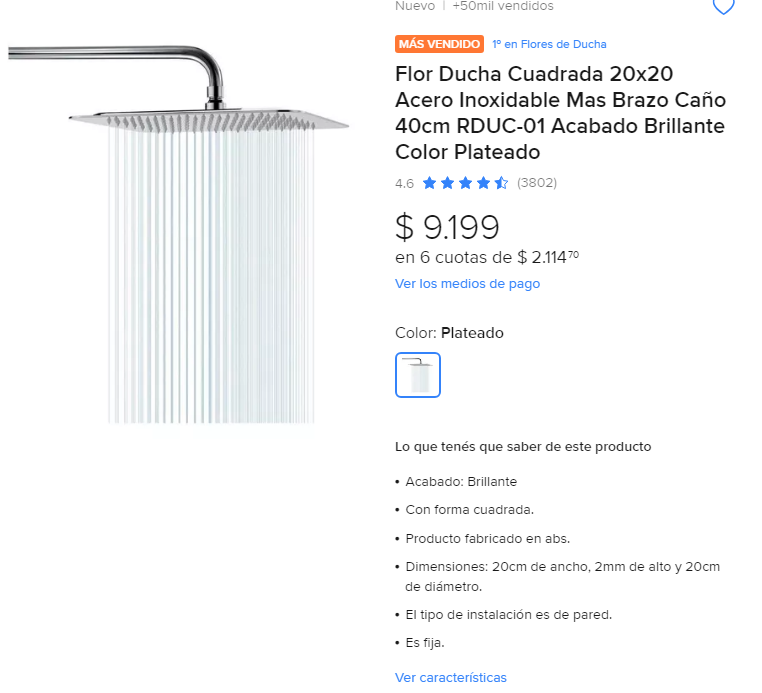 Nuevo | +50mil vendidos
MÁS VENDIDO 1º en Flores de Ducha
Flor Ducha Cuadrada 20x20
Acero Inoxidable Mas Brazo Caño
40cm RDUC-01 Acabado Brillante
Color Plateado
4.6 (3802)
$ 9.199
en 6 cuotas de $ 2.114⁷⁰
Ver los medios de pago
Color: Plateado
Lo que tenés que saber de este producto
• Acabado: Brillante
• Con forma cuadrada.
• Producto fabricado en abs.
• Dimensiones: 20cm de ancho, 2mm de alto y 20cm
de diámetro.
• El tipo de instalación es de pared.
• Es fija.
Ver características